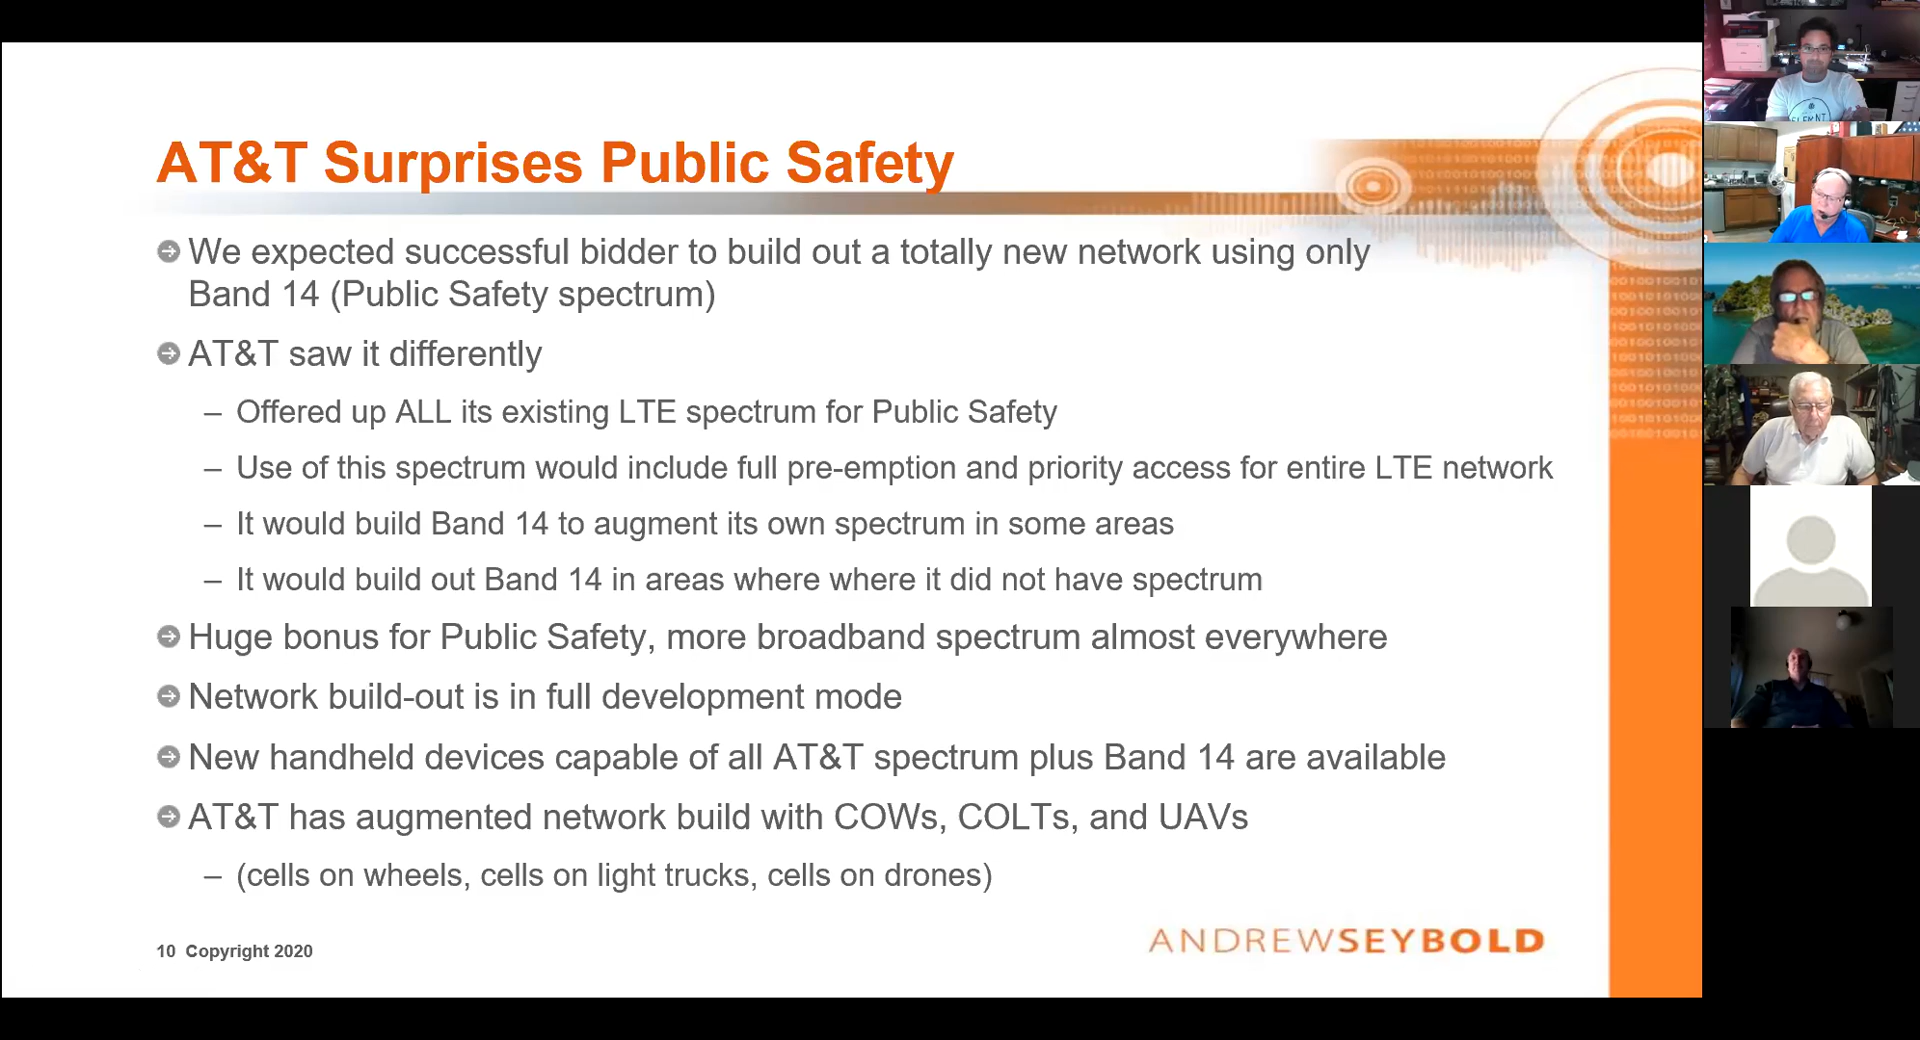 AT&T Surprises Public Safety
We expected successful bidder to build out a totally new network using only
Band 14 (Public Safety spectrum)
AT&T saw it differently
– Offered up ALL its existing LTE spectrum for Public Safety
– Use of this spectrum would include full pre-emption and priority access for entire LTE network
– It would build Band 14 to augment its own spectrum in some areas
– It would build out Band 14 in areas where where it did not have spectrum
Huge bonus for Public Safety, more broadband spectrum almost everywhere
Network build-out is in full development mode
New handheld devices capable of all AT&T spectrum plus Band 14 are available
AT&T has augmented network build with COWs, COLTs, and UAVs
– (cells on wheels, cells on light trucks, cells on drones)
10 Copyright 2020
ANDREWSEYBOLD